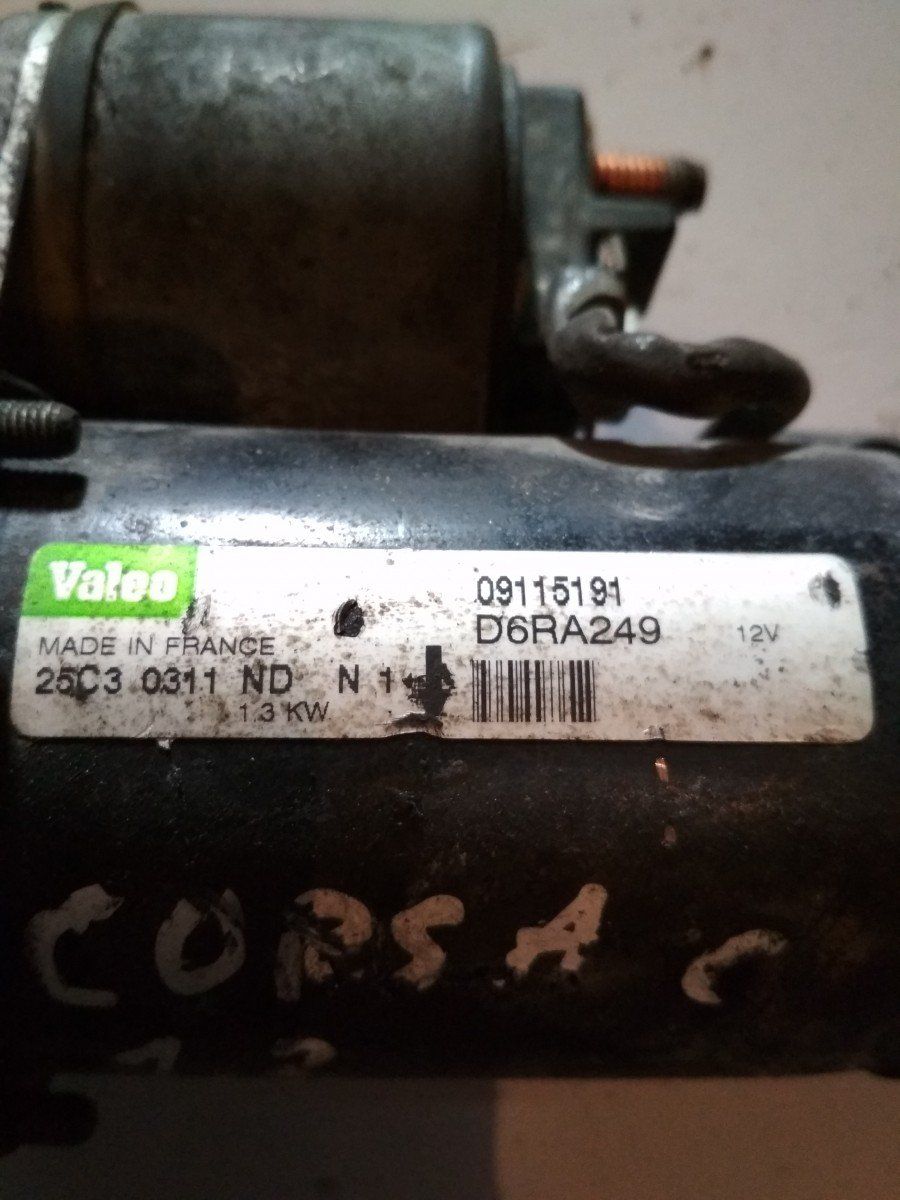 Valeo
09115191
D6RA249
12V
MADE IN FRANCE
25C3 0311 ND N 1
1.3 KW
CORSA C